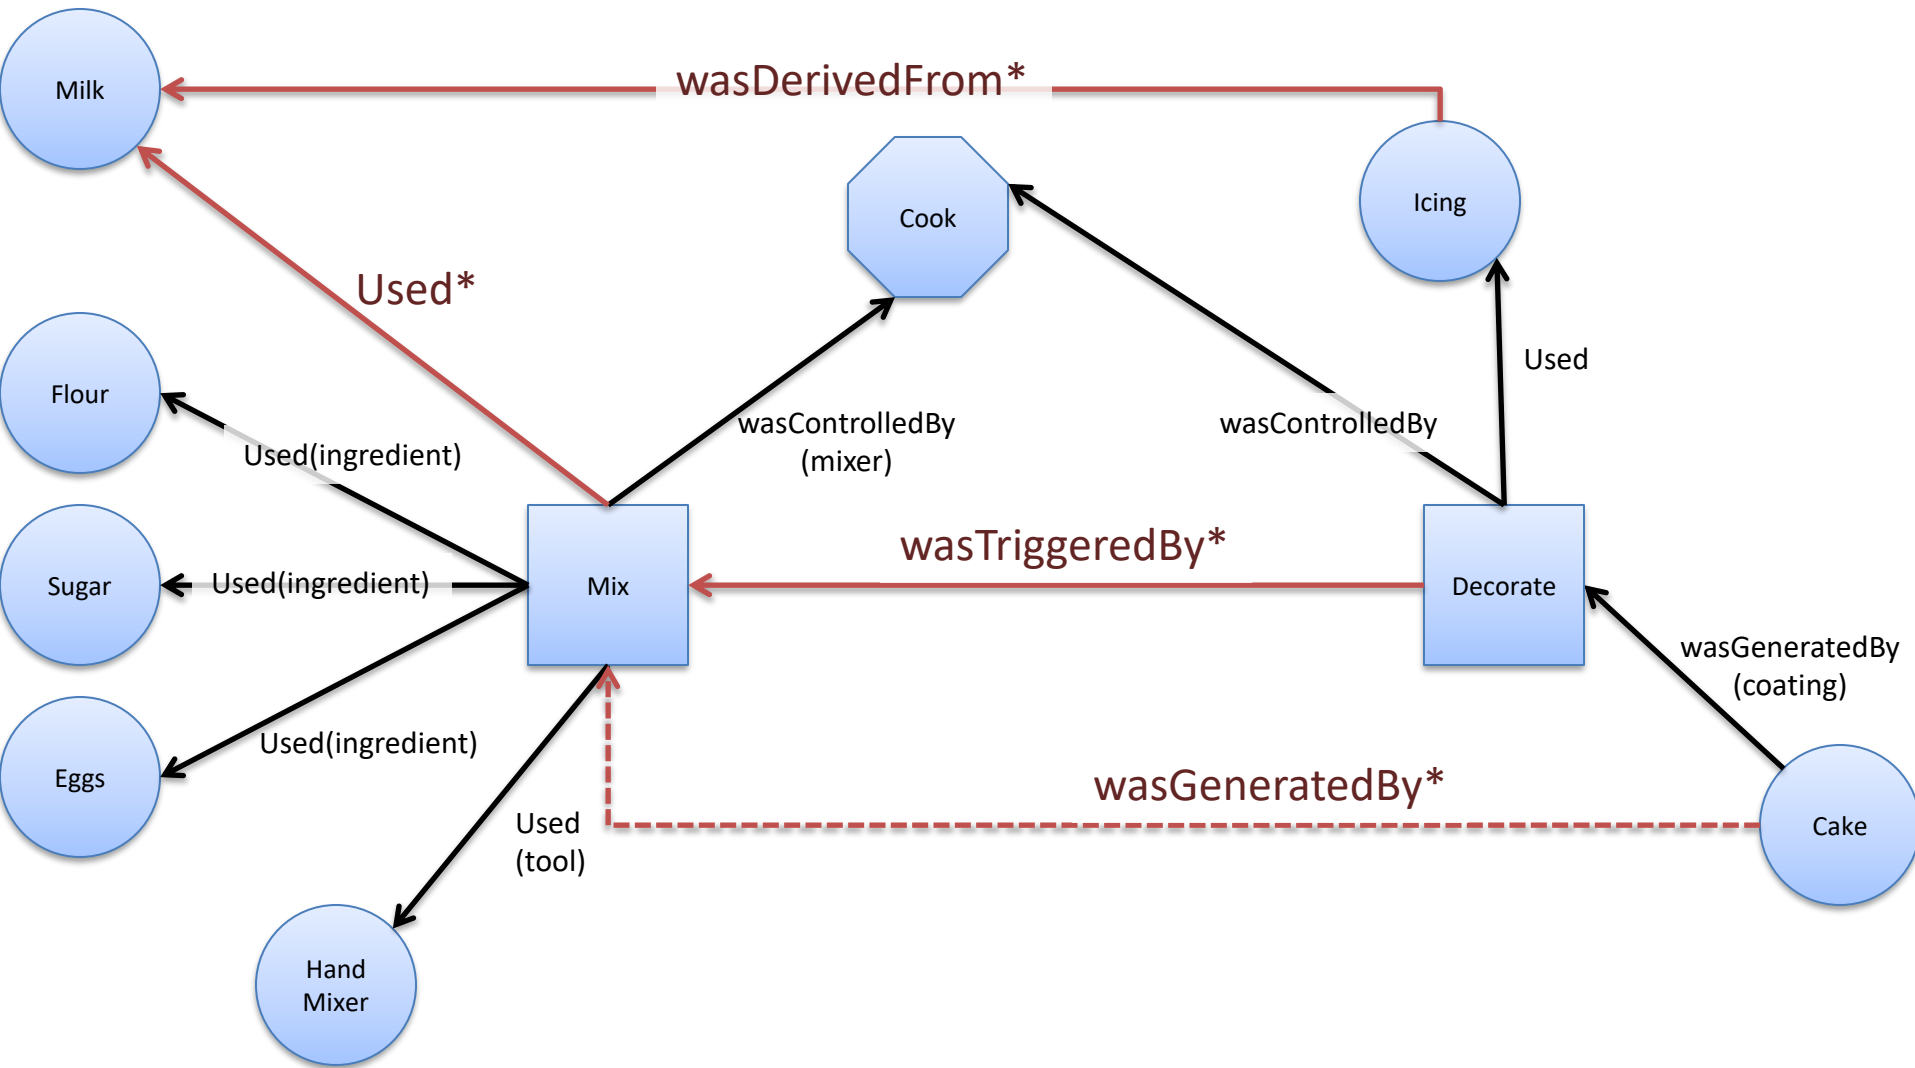 wasDerivedFrom*
Milk
Cook
Icing
Used*
Used
Flour
wasControlledBy
(mixer)
wasControlledBy
Used(ingredient)
wasTriggeredBy*
Sugar
Used(ingredient)
Mix
Decorate
wasGeneratedBy
(coating)
Used(ingredient)
Eggs
wasGeneratedBy*
Used
(tool)
Cake
Hand
Mixer